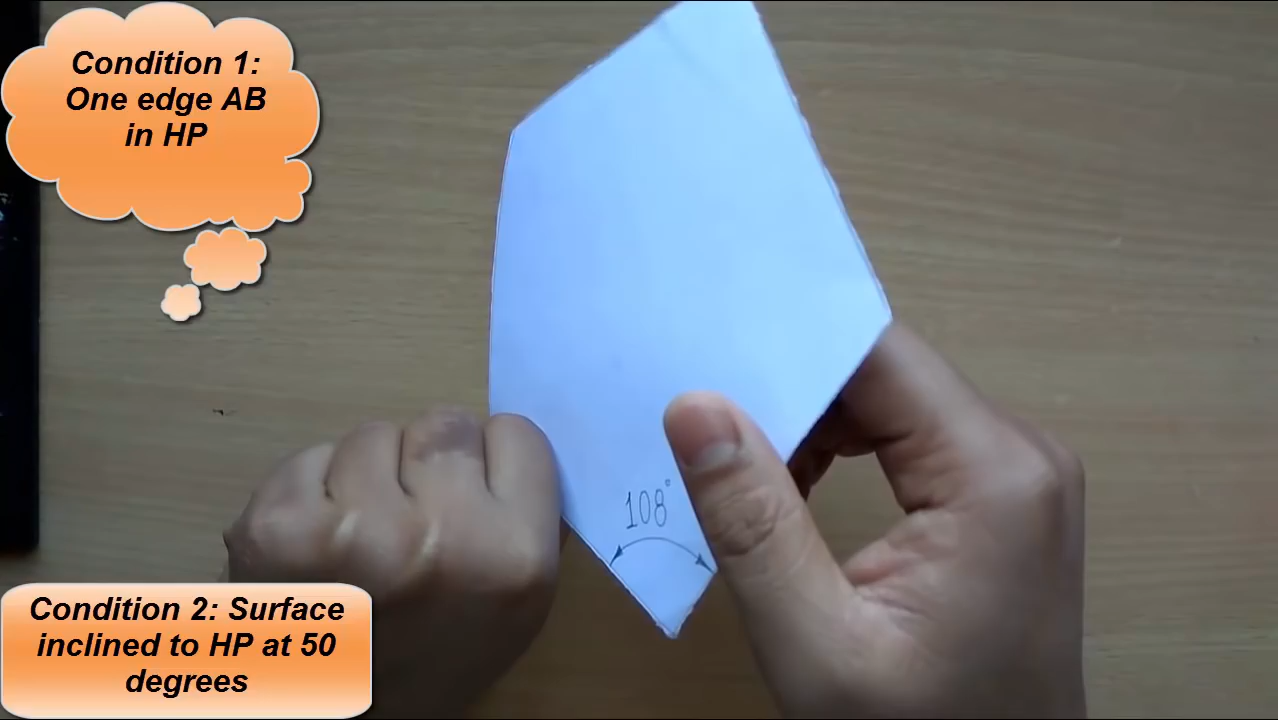 Condition 1:
One edge AB
in HP
108°
Condition 2: Surface
inclined to HP at 50
degrees